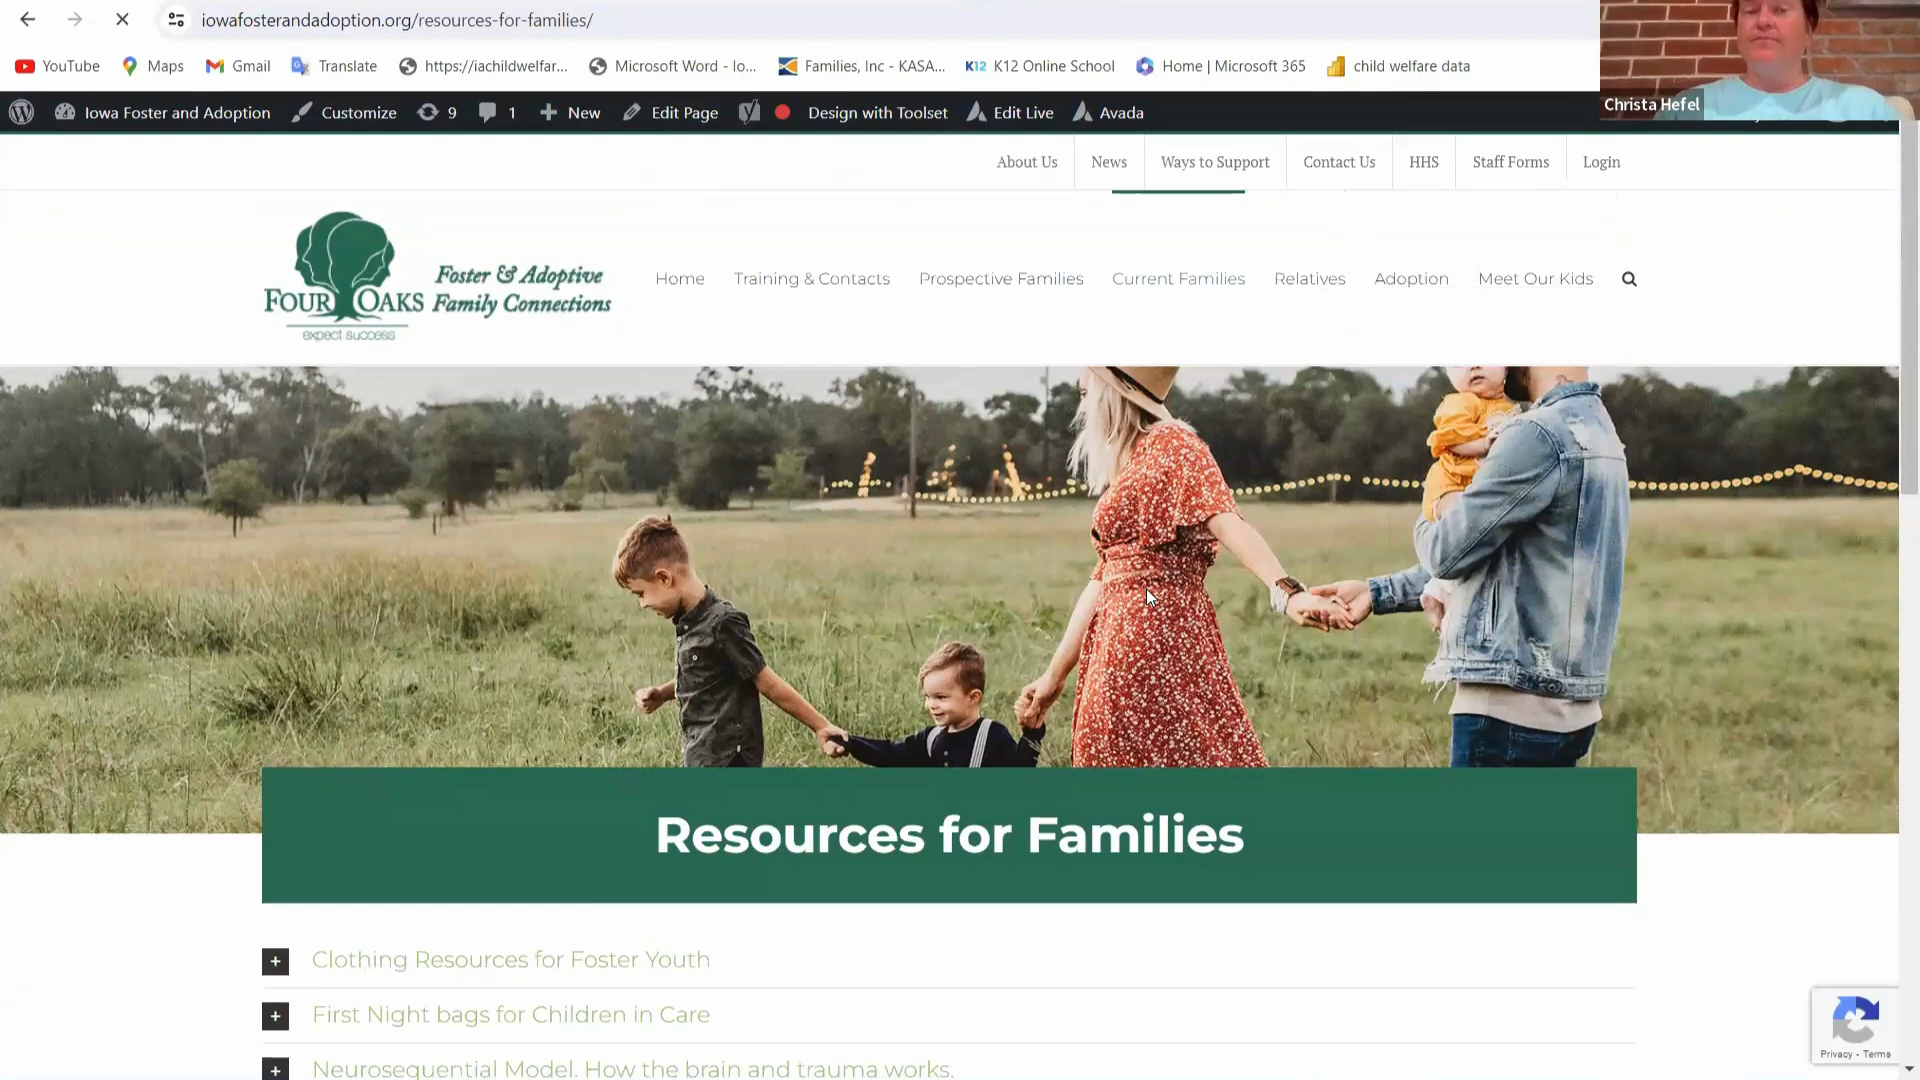 iowafosterandadoption.org/resources-for-families/
YouTube Maps Gmail Translate https://iachildwelfar... Microsoft Word - Io... Families, Inc - KASA... K12 K12 Online School Home | Microsoft 365 child welfare data
Christa Hefel
Iowa Foster and Adoption Customize 9 1 New Edit Page Design with Toolset Edit Live Avada
About Us News Ways to Support Contact Us HHS Staff Forms Login
FOUR OAKS
expect success
Foster & Adoptive
Family Connections
Home Training & Contacts Prospective Families Current Families Relatives Adoption Meet Our Kids
Resources for Families
+ Clothing Resources for Foster Youth
+ First Night bags for Children in Care
+ Neurosequential Model. How the brain and trauma works.
Privacy - Terms